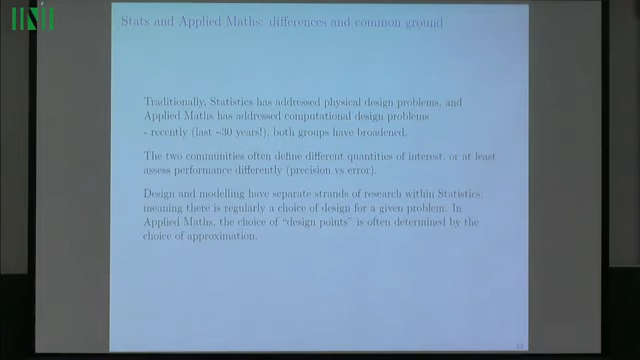 Stats and Applied Maths: differences and common ground
Traditionally, Statistics has addressed physical design problems, and
Applied Maths has addressed computational design problems
- recently (last ~30 years!), both groups have broadened.
The two communities often define different quantities of interest, or at least
assess performance differently (precision vs error).
Design and modelling have separate strands of research within Statistics,
meaning there is regularly a choice of design for a given problem. In
Applied Maths, the choice of “design points” is often determined by the
choice of approximation.